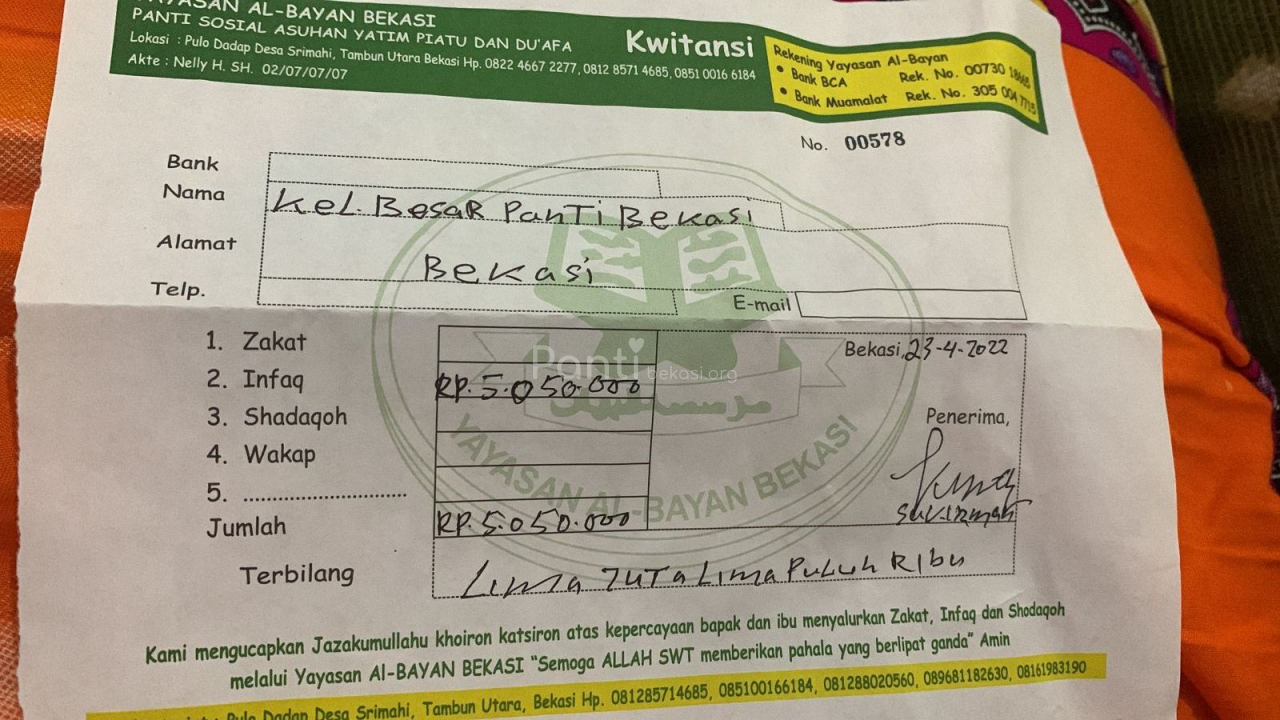 YAYASAN AL-BAYAN BEKASI
PANTI SOSIAL ASUHAN YATIM PIATU DAN DU'AFA
Lokasi : Pulo Dadap Desa Srimahi, Tambun Utara Bekasi Hp. 0822 4667 2277, 0812 8571 4685, 0851 0016 6184
Akte : Nelly H. SH. 02/07/07/07
Kwitansi
Rekening Yayasan Al-Bayan
• Bank BCA Rek. No. 00730
• Bank Muamalat Rek. No. 305 004 7715
No. 00578
Bank
Nama KeL BesaR PanTi Bekasi
Alamat Bekasi
Telp. E-mail
1. Zakat
2. Infaq RP. 5.050.000
3. Shadaqoh
4. Wakap
5. ............................
Jumlah RP. 5.050.000
Bekasi, 23-4-2022
Penerima,
Sukirman
Terbilang Lima JuTa Lima PuLuh Ribu
Panti bekasi.org
مؤسسة البيان
YAYASAN AL-BAYAN BEKASI
Kami mengucapkan Jazakumullahu khoiron katsiron atas kepercayaan bapak dan ibu menyalurkan Zakat, Infaq dan Shodaqoh
melalui Yayasan Al-BAYAN BEKASI "Semoga ALLAH SWT memberikan pahala yang berlipat ganda" Amin
Pulo Dadap Desa Srimahi, Tambun Utara, Bekasi Hp. 081285714685, 085100166184, 081288020560, 089681182630, 08161983190